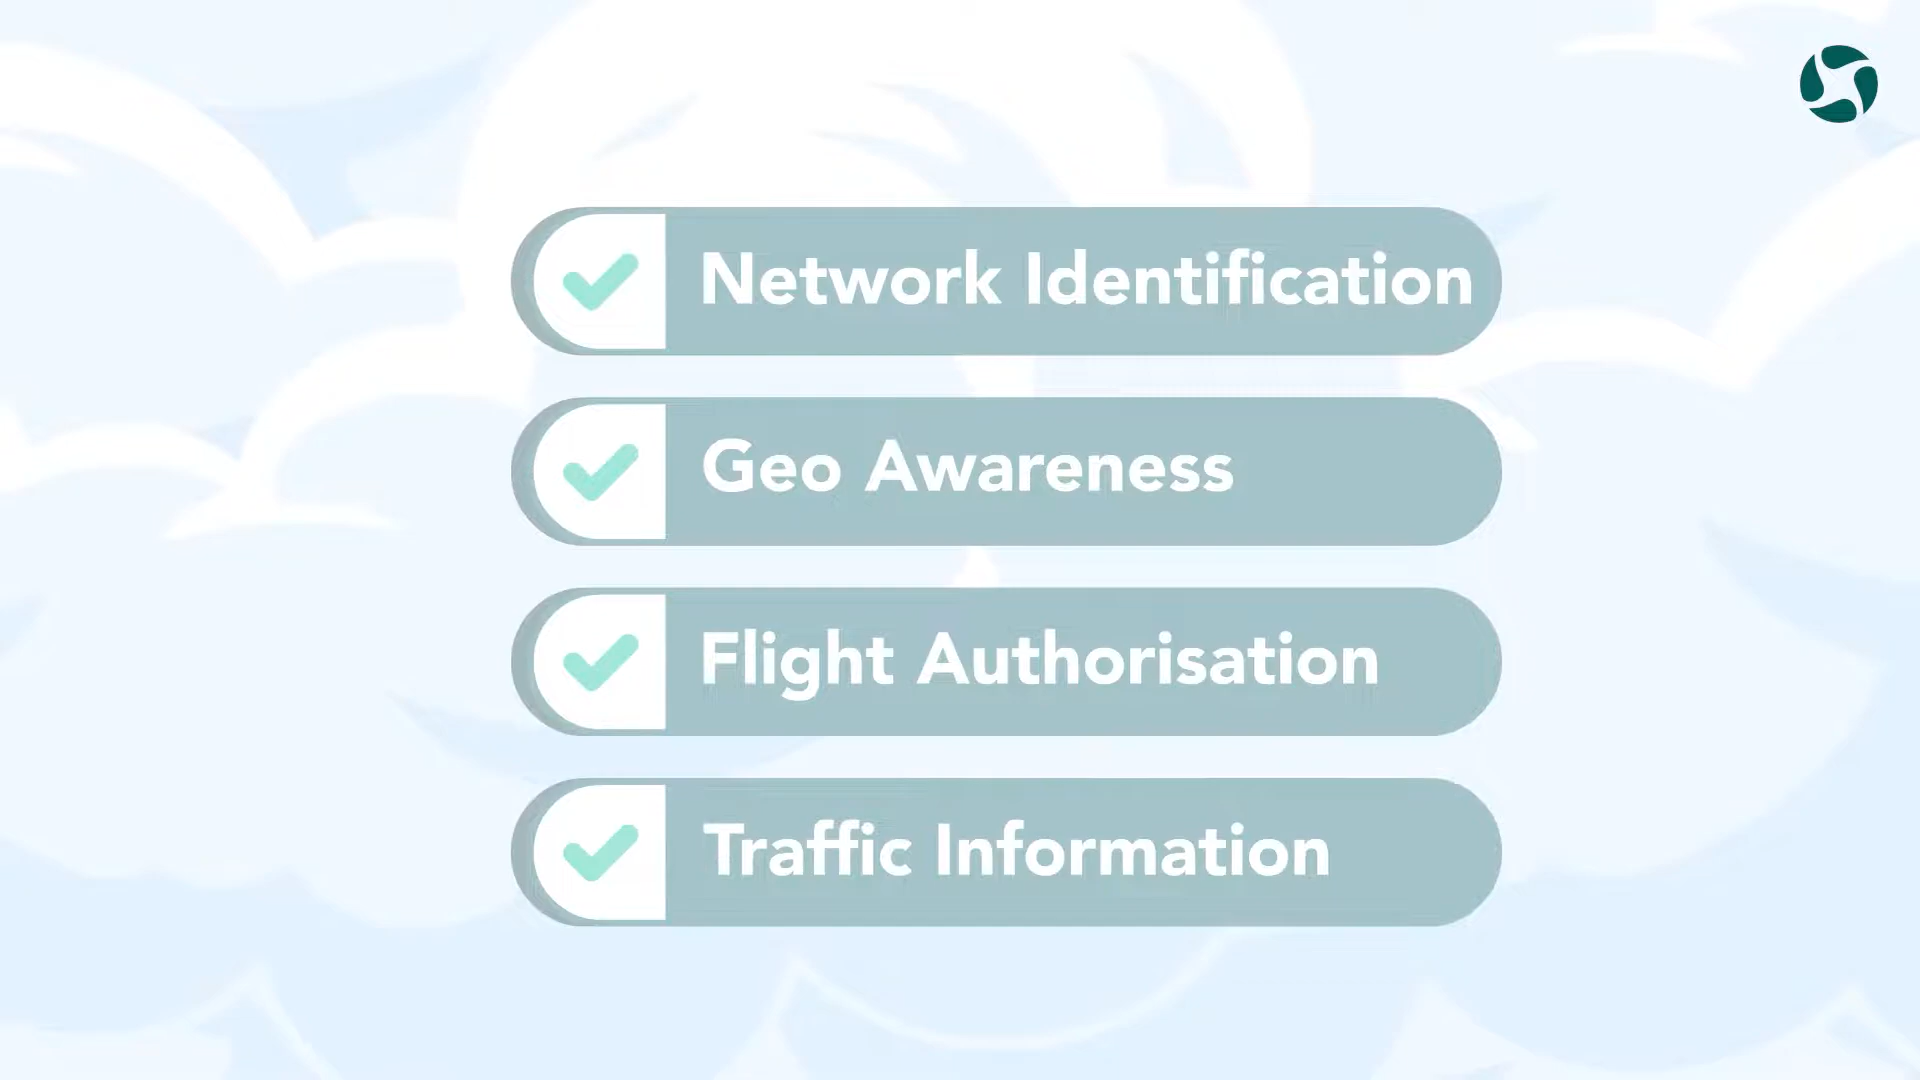 Network Identification
Geo Awareness
Flight Authorisation
Traffic Information